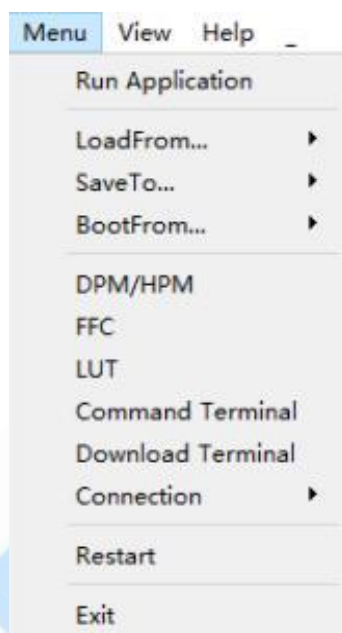 Menu View Help _
Run Application
LoadFrom...
SaveTo...
BootFrom...
DPM/HPM
FFC
LUT
Command Terminal
Download Terminal
Connection
Restart
Exit